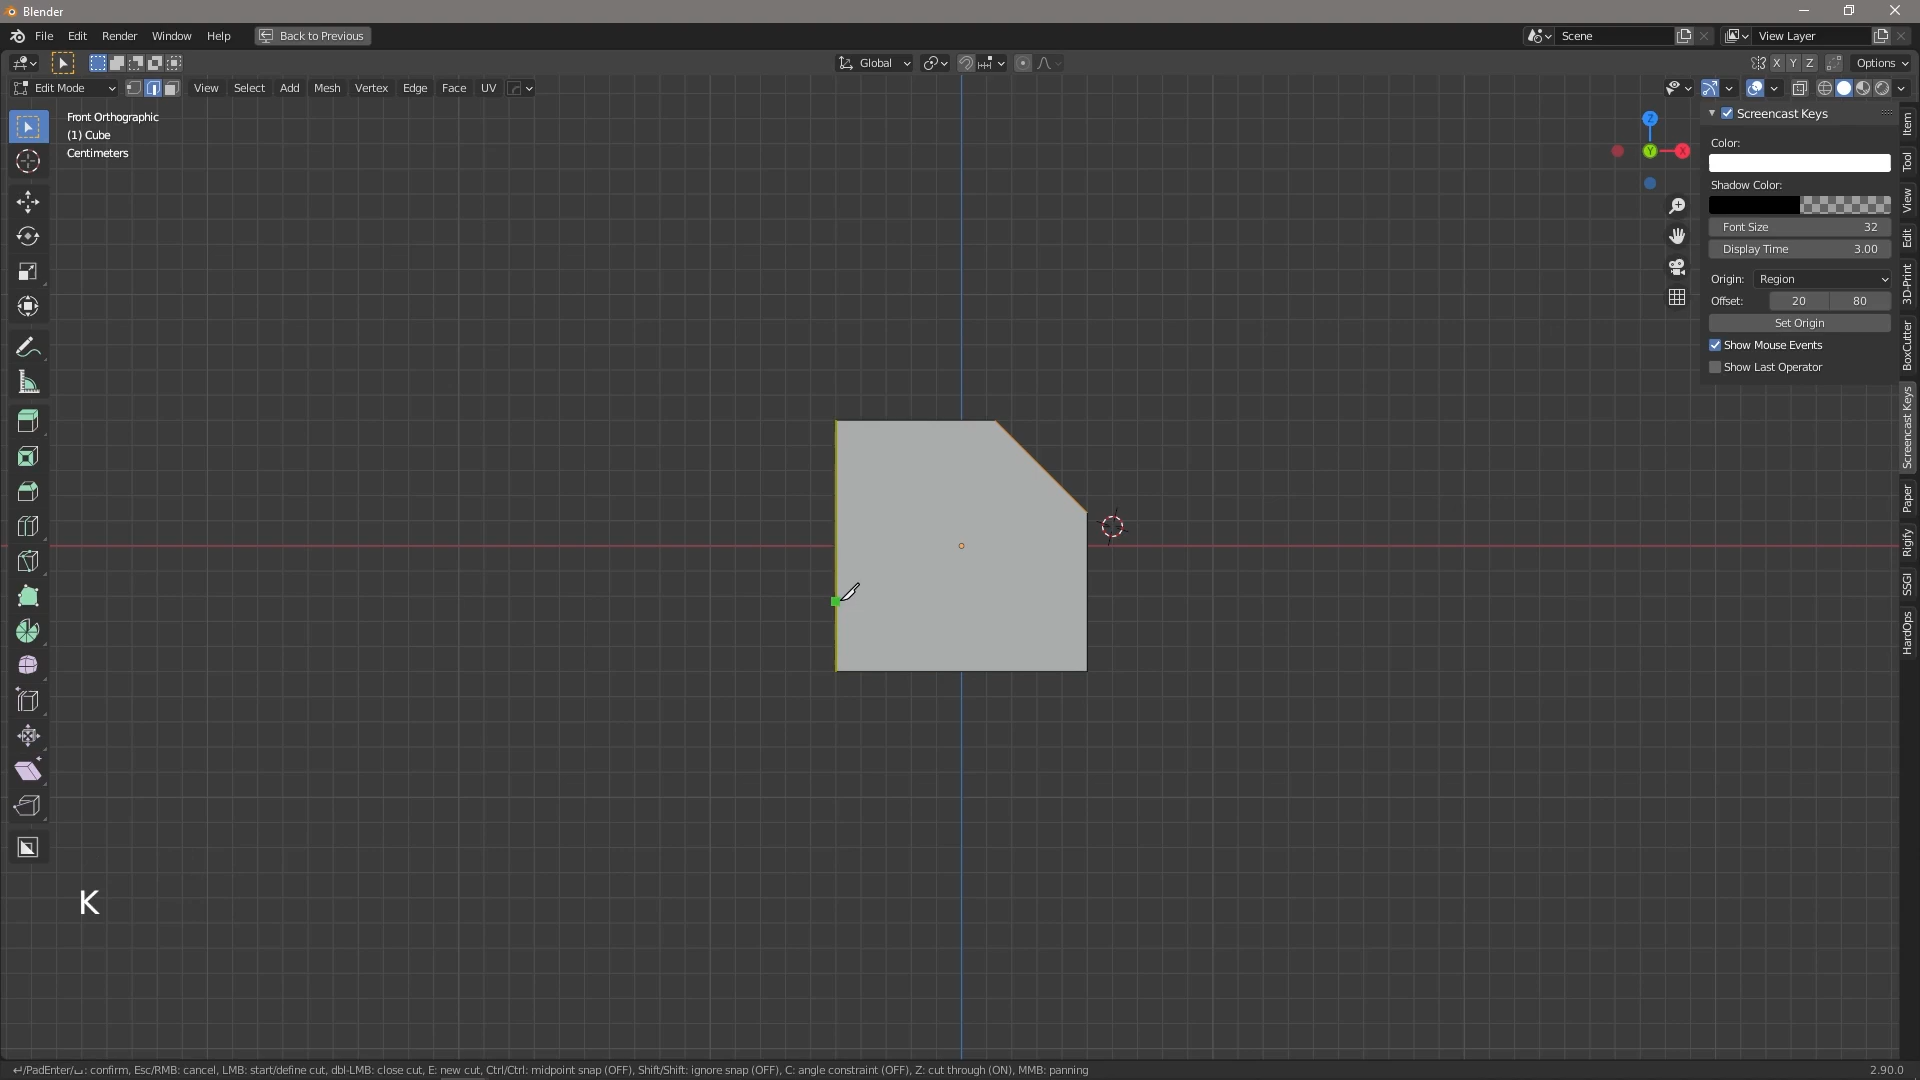 Blender
File Edit Render Window Help Back to Previous Scene View Layer
Global X Y Z Options
Edit Mode View Select Add Mesh Vertex Edge Face UV
Front Orthographic
(1) Cube
Centimeters
Z
Y X
Screencast Keys
Color:
Shadow Color:
Font Size 32
Display Time 3.00
Origin: Region
Offset: 20 80
Set Origin
Show Mouse Events
Show Last Operator
Item
Tool
View
Edit
3D-Print
BoxCutter
Screencast Keys
Paper
Rigify
SSGI
HardOps
K
↵/PadEnter/␣: confirm, Esc/RMB: cancel, LMB: start/define cut, dbl-LMB: close cut, E: new cut, Ctrl/Ctrl: midpoint snap (OFF), Shift/Shift: ignore snap (OFF), C: angle constraint (OFF), Z: cut through (ON), MMB: panning 2.90.0